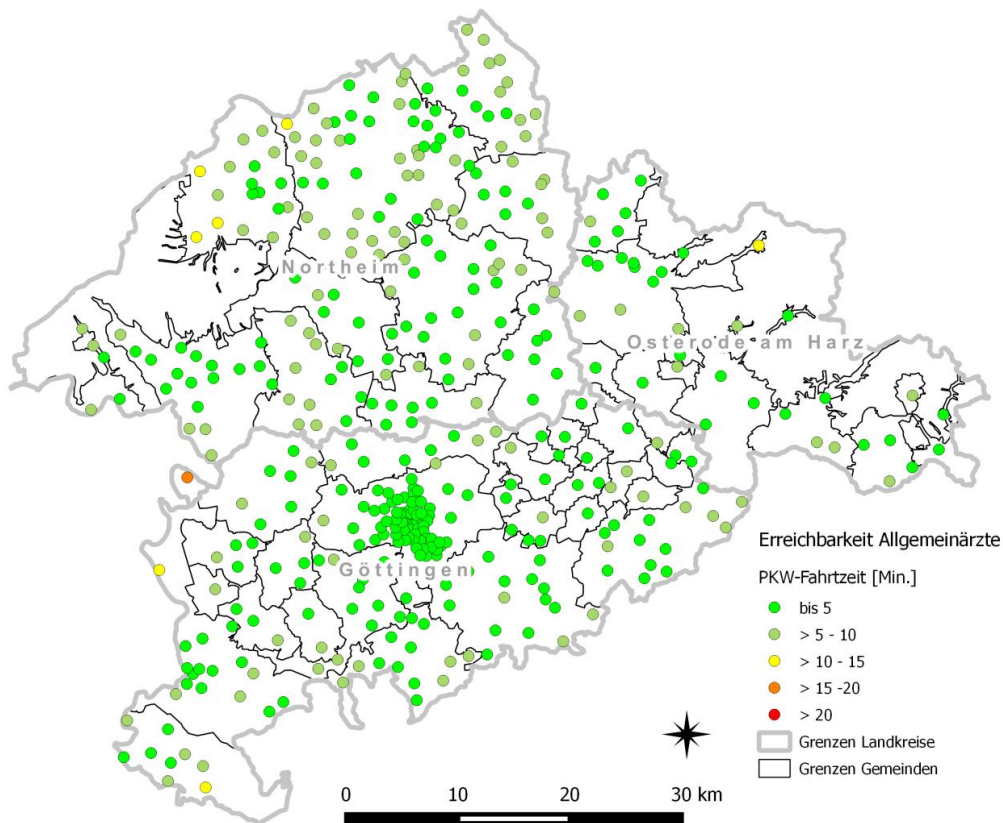 Northeim
Osterode am Harz
Göttingen
Erreichbarkeit Allgemeinärzte
PKW-Fahrtzeit [Min.]
bis 5
> 5 - 10
> 10 - 15
> 15 -20
> 20
Grenzen Landkreise
Grenzen Gemeinden
0 10 20 30 km